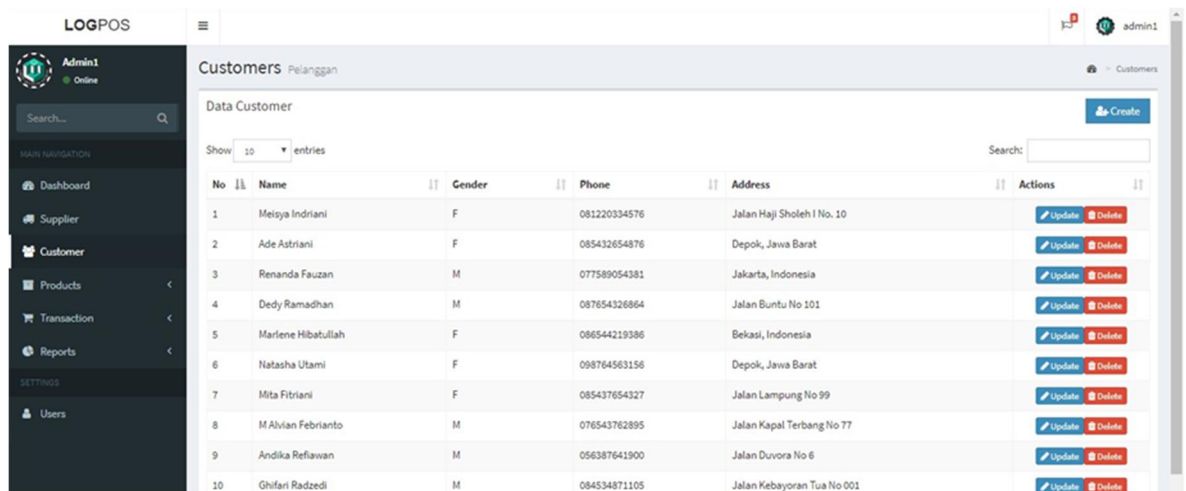 LOGPOS
3
admin1
Admin1
Online
Customers Pelanggan
Customers
Search...
Data Customer
Create
MAIN NAVIGATION
Show 10 entries
Search:
Dashboard
Supplier
Customer
Products
Transaction
Reports
SETTINGS
Users
No Name Gender Phone Address Actions
1 Meisya Indriani F 081220334576 Jalan Haji Sholeh I No. 10 Update Delete
2 Ade Astriani F 085432654876 Depok, Jawa Barat Update Delete
3 Renanda Fauzan M 077589054381 Jakarta, Indonesia Update Delete
4 Dedy Ramadhan M 087654326864 Jalan Buntu No 101 Update Delete
5 Marlene Hibatullah F 086544219386 Bekasi, Indonesia Update Delete
6 Natasha Utami F 098764563156 Depok, Jawa Barat Update Delete
7 Mita Fitriani F 085437654327 Jalan Lampung No 99 Update Delete
8 M Alvian Febrianto M 076543762895 Jalan Kapal Terbang No 77 Update Delete
9 Andika Refiawan M 056387641900 Jalan Duvora No 6 Update Delete
10 Ghifari Radzedi M 084534871105 Jalan Kebayoran Tua No 001 Update Delete